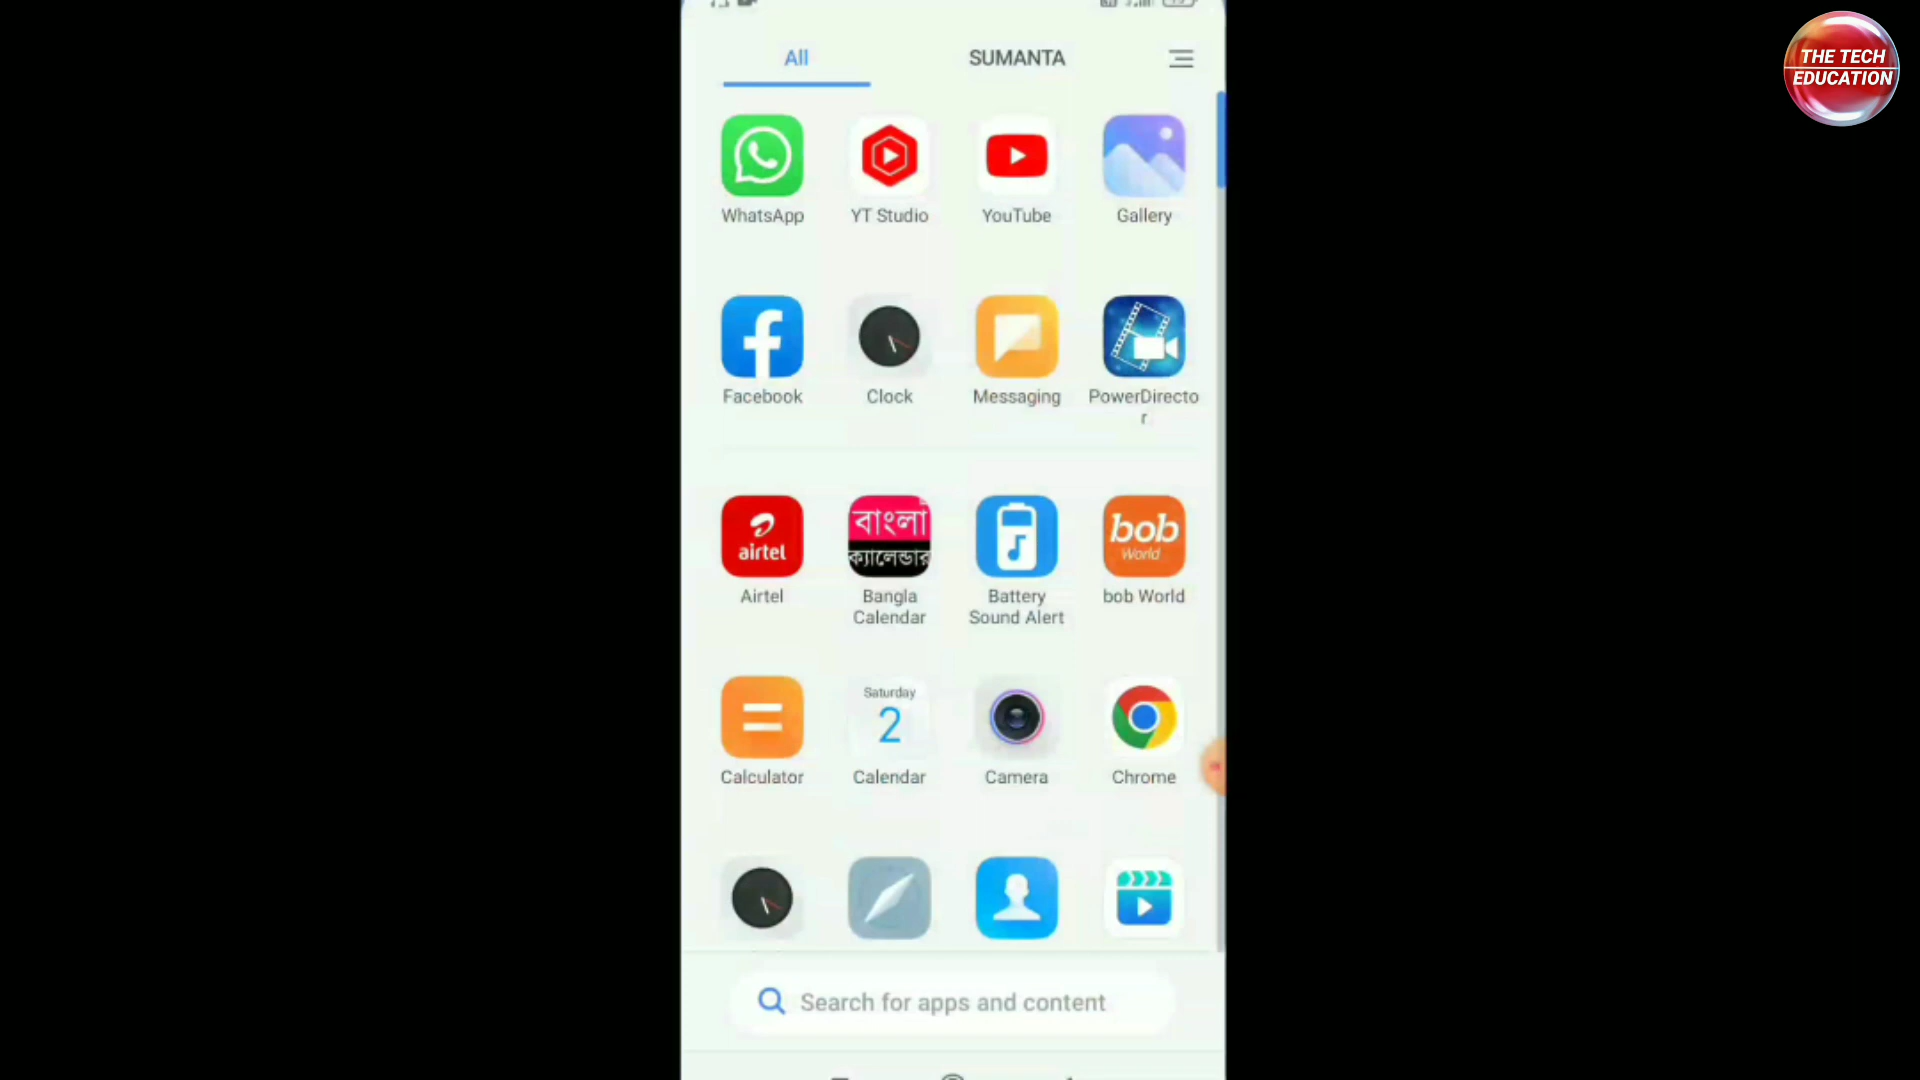 All SUMANTA
THE TECH
EDUCATION
WhatsApp YT Studio YouTube Gallery
Facebook Clock Messaging PowerDirecto
r
airtel
বাংলা
ক্যালেন্ডার
bob
World
Airtel Bangla Battery bob World
Calendar Sound Alert
Saturday
2
Calculator Calendar Camera Chrome
Search for apps and content